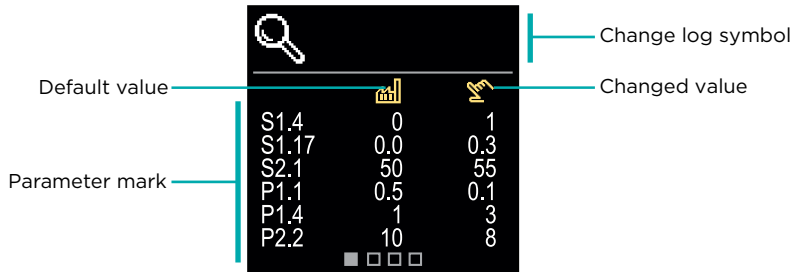 Change log symbol
Default value
Changed value
Parameter mark
S1.4 0 1
S1.17 0.0 0.3
S2.1 50 55
P1.1 0.5 0.1
P1.4 1 3
P2.2 10 8